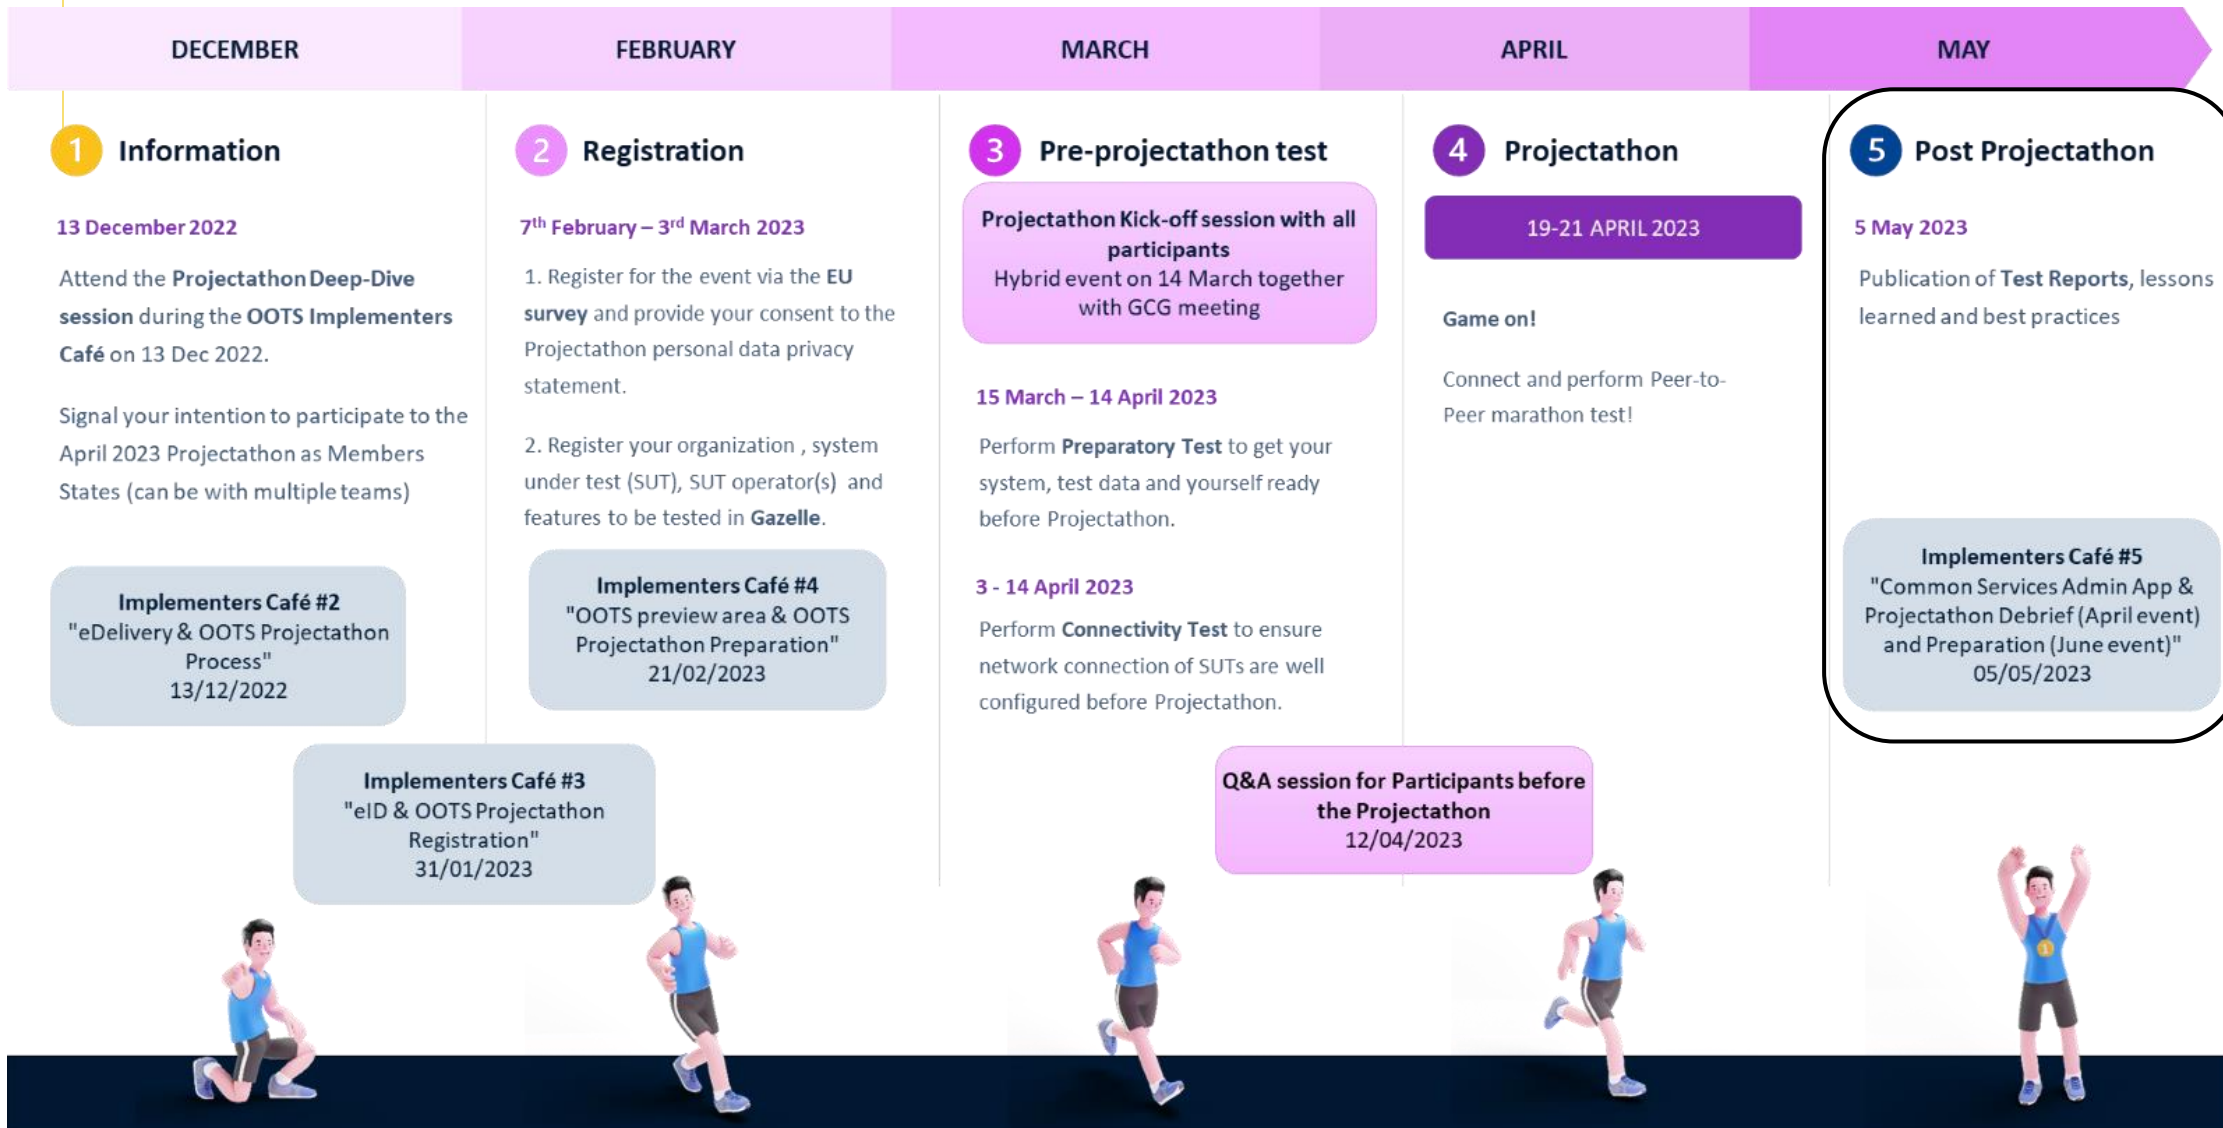 DECEMBER
FEBRUARY
MARCH
APRIL
MAY
1 Information
13 December 2022
Attend the Projectathon Deep-Dive
session during the OOTS Implementers
Café on 13 Dec 2022.
Signal your intention to participate to the
April 2023 Projectathon as Members
States (can be with multiple teams)
Implementers Café #2
"eDelivery & OOTS Projectathon
Process"
13/12/2022
Implementers Café #3
"eID & OOTS Projectathon
Registration"
31/01/2023
2 Registration
7th February – 3rd March 2023
1. Register for the event via the EU
survey and provide your consent to the
Projectathon personal data privacy
statement.
2. Register your organization , system
under test (SUT), SUT operator(s) and
features to be tested in Gazelle.
Implementers Café #4
"OOTS preview area & OOTS
Projectathon Preparation"
21/02/2023
3 Pre-projectathon test
Projectathon Kick-off session with all
participants
Hybrid event on 14 March together
with GCG meeting
15 March – 14 April 2023
Perform Preparatory Test to get your
system, test data and yourself ready
before Projectathon.
3 - 14 April 2023
Perform Connectivity Test to ensure
network connection of SUTs are well
configured before Projectathon.
Q&A session for Participants before
the Projectathon
12/04/2023
4 Projectathon
19-21 APRIL 2023
Game on!
Connect and perform Peer-to-
Peer marathon test!
5 Post Projectathon
5 May 2023
Publication of Test Reports, lessons
learned and best practices
Implementers Café #5
"Common Services Admin App &
Projectathon Debrief (April event)
and Preparation (June event)"
05/05/2023
1